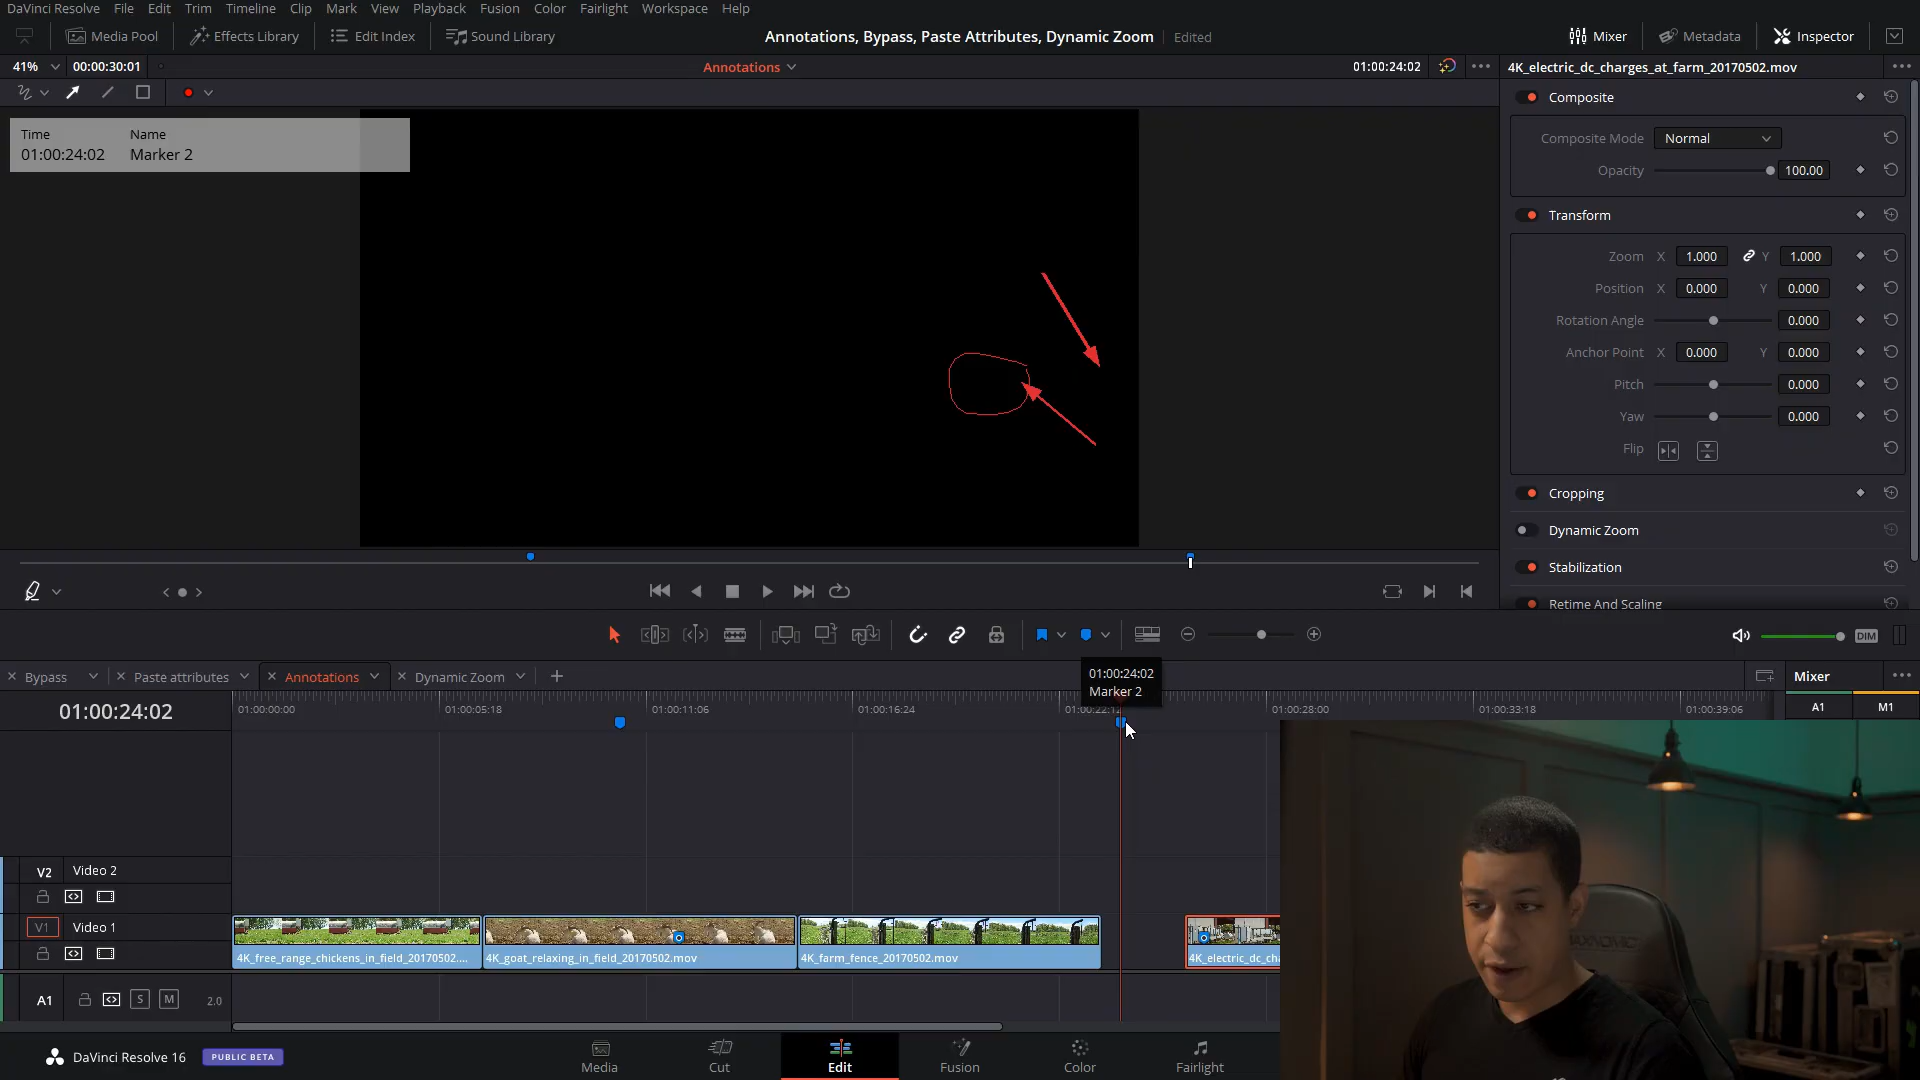 DaVinci Resolve File Edit Trim Timeline Clip Mark View Playback Fusion Color Fairlight Workspace Help
Media Pool Effects Library Edit Index Sound Library Annotations, Bypass, Paste Attributes, Dynamic Zoom Edited Mixer Metadata Inspector
41% 00:00:30:01 Annotations 01:00:24:02 4K_electric_dc_charges_at_farm_20170502.mov
Time Name
01:00:24:02 Marker 2
Composite
Composite Mode Normal
Opacity 100.00
Transform
Zoom X 1.000 Y 1.000
Position X 0.000 Y 0.000
Rotation Angle 0.000
Anchor Point X 0.000 Y 0.000
Pitch 0.000
Yaw 0.000
Flip
Cropping
Dynamic Zoom
Stabilization
Retime And Scaling
DIM
Bypass Paste attributes Annotations Dynamic Zoom
01:00:24:02
Marker 2
Mixer
01:00:24:02 01:00:00:00 01:00:05:18 01:00:11:06 01:00:16:24 01:00:22:12 01:00:28:00 01:00:33:18 01:00:39:06
A1 M1
V2 Video 2
V1 Video 1
4K_free_range_chickens_in_field_20170502.... 4K_goat_relaxing_in_field_20170502.mov 4K_farm_fence_20170502.mov 4K_electric_dc_cha
A1 S M 2.0
DaVinci Resolve 16 PUBLIC BETA
Media Cut Edit Fusion Color Fairlight